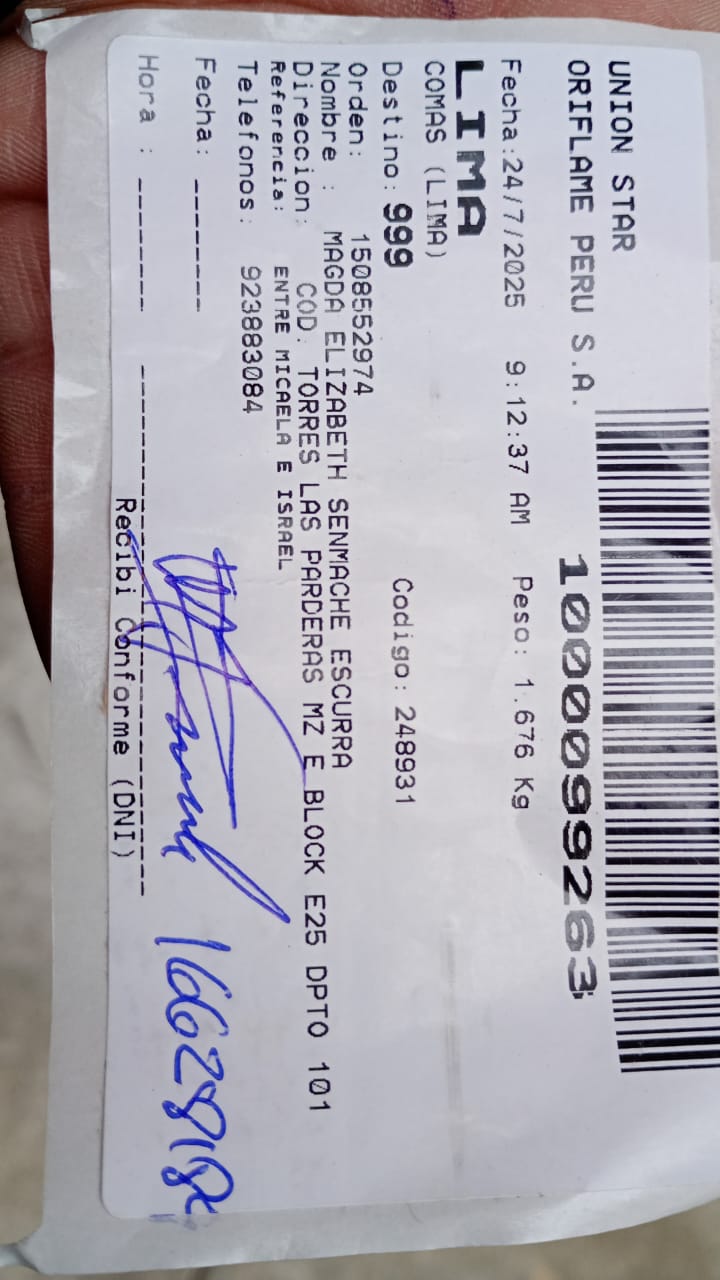 UNION STAR
ORIFLAME PERU S.A.
1000099263
Fecha:24/7/2025 9:12:37 AM Peso: 1.676 Kg
LIMA
COMAS (LIMA)
Destino: 999 Codigo: 248931
Orden: 1508552974
Nombre : MAGDA ELIZABETH SENMACHE ESCURRA
Direccion: COD. TORRES LAS PARDERAS MZ E BLOCK E25 DPTO 101
Referencia: ENTRE MICAELA E ISRAEL
Telefonos: 923883084
Fecha: -------
Hora : -------
Recibi Conforme (DNI)